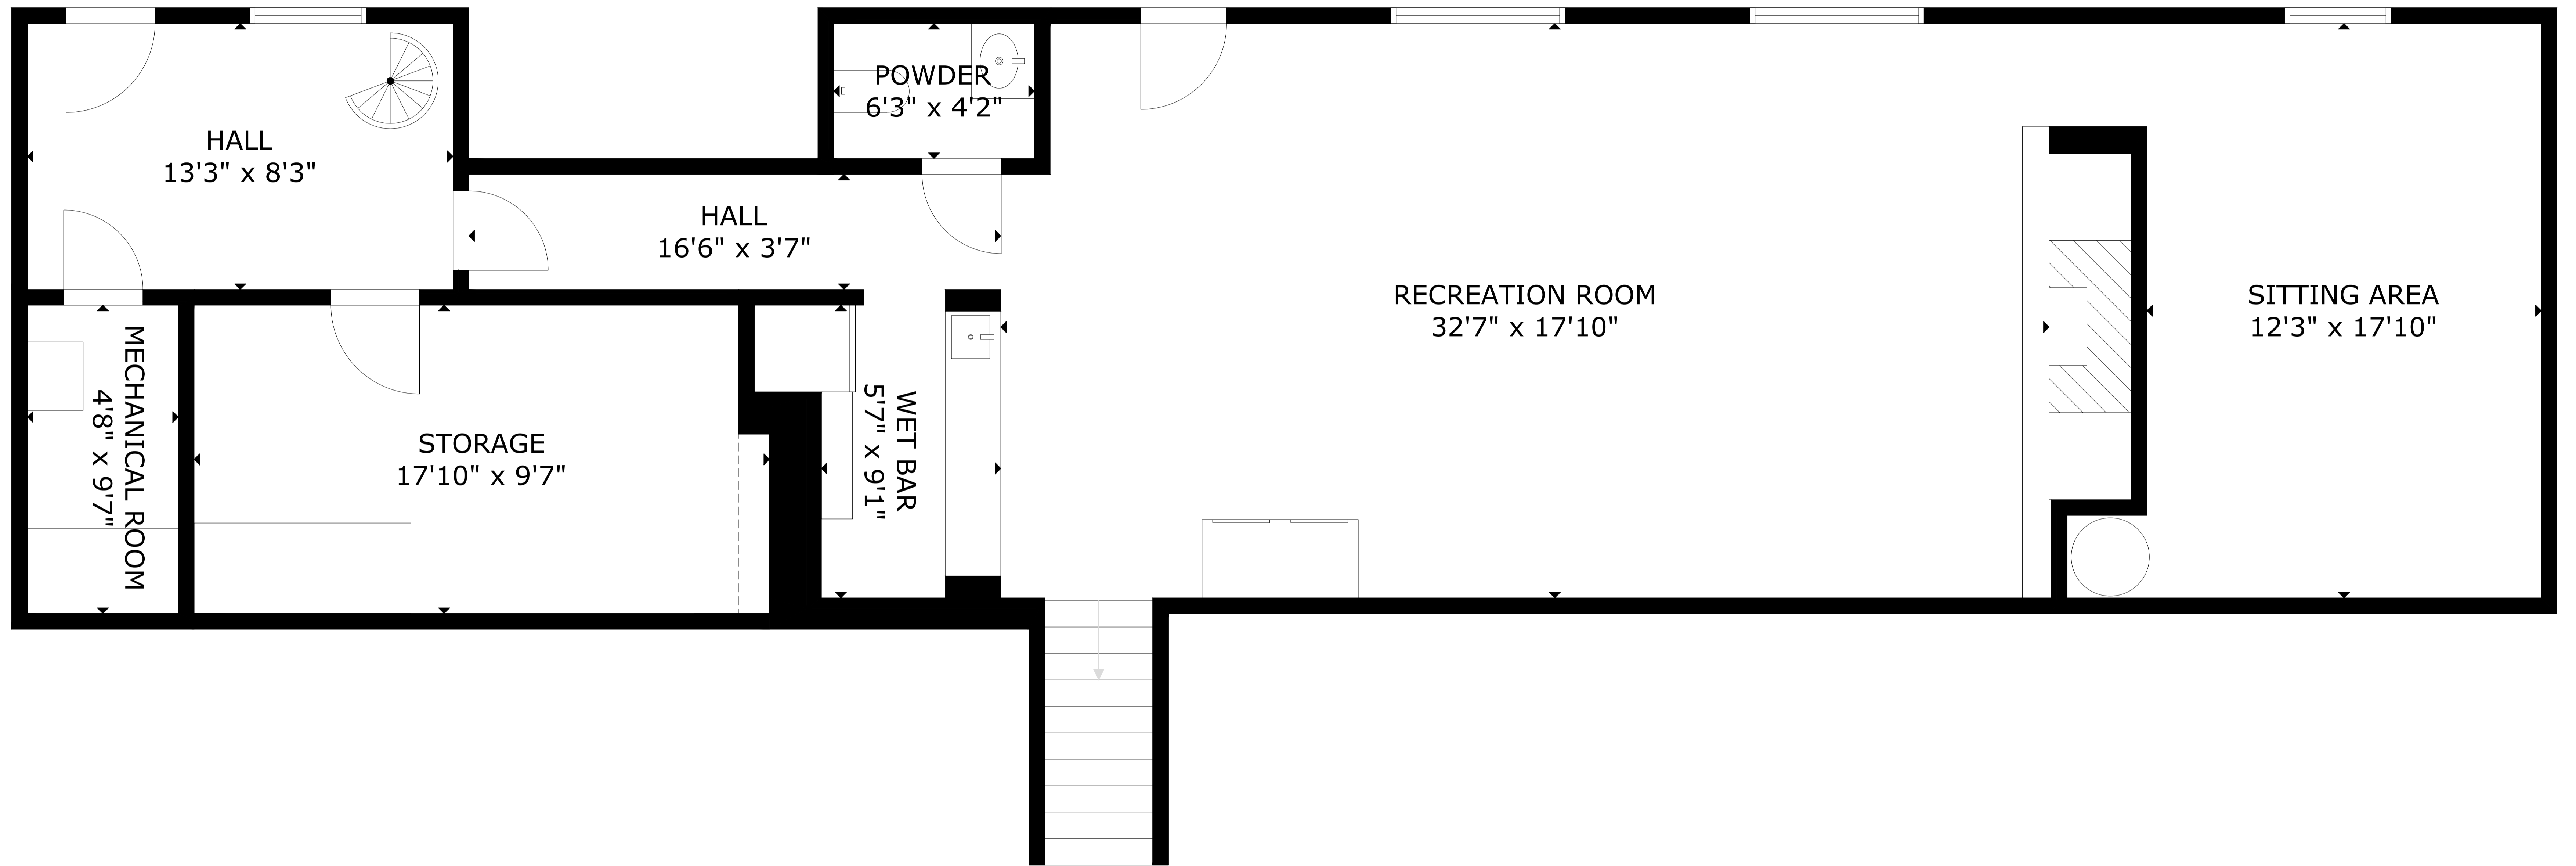 HALL
13'3" x 8'3"
POWDER
6'3" x 4'2"
HALL
16'6" x 3'7"
RECREATION ROOM
32'7" x 17'10"
SITTING AREA
12'3" x 17'10"
MECHANICAL ROOM
4'8" x 9'7"
STORAGE
17'10" x 9'7"
WET BAR
5'7" x 9'1"